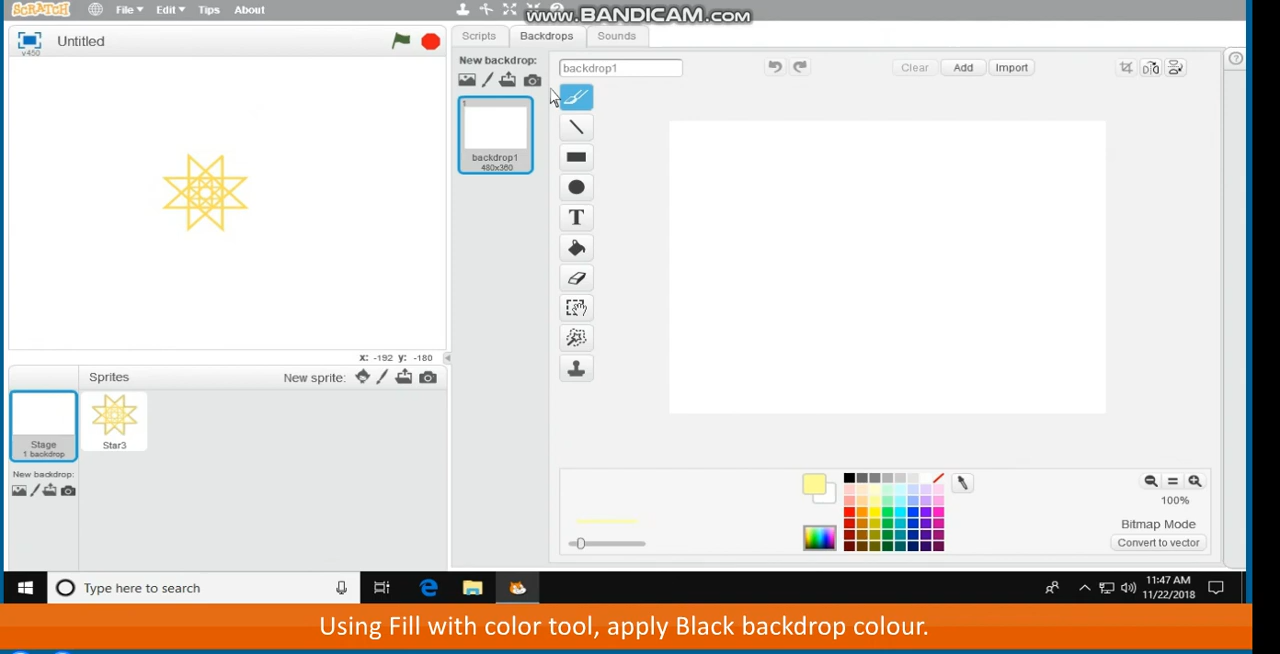 SCRATCH File Edit Tips About
www.BANDICAM.com
v450 Untitled
Scripts Backdrops Sounds
New backdrop:
backdrop1
Clear Add Import
1
backdrop1
480x360
T
x: -192 y: -180
Sprites New sprite:
Stage
1 backdrop
Star3
New backdrop:
100%
Bitmap Mode
Convert to vector
Type here to search
11:47 AM
11/22/2018
Using Fill with color tool, apply Black backdrop colour.